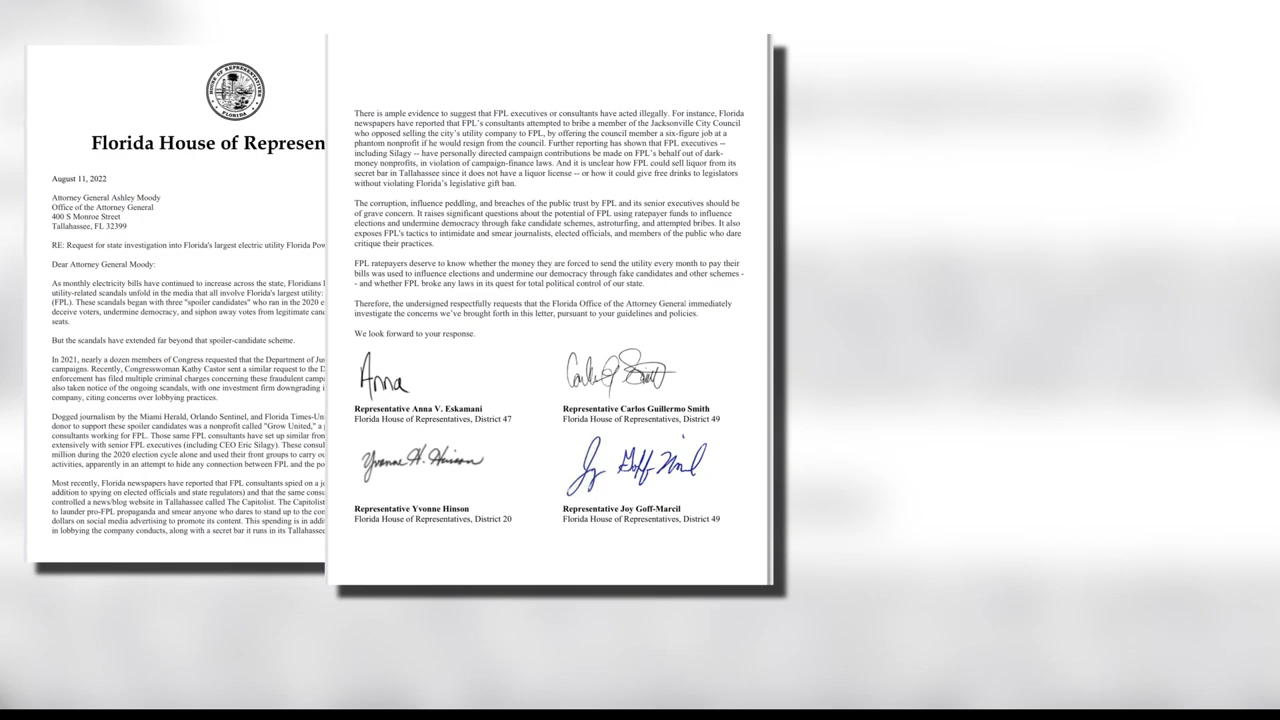 HOUSE OF REPRESENTATIVES
FLORIDA
Florida House of Represen
August 11, 2022
Attorney General Ashley Moody
Office of the Attorney General
400 S Monroe Street
Tallahassee, FL 32399
RE: Request for state investigation into Florida's largest electric utility Florida Pow
Dear Attorney General Moody:
As monthly electricity bills have continued to increase across the state, Floridians
utility-related scandals unfold in the media that all involve Florida's largest utility:
(FPL). These scandals began with three "spoiler candidates" who ran in the 2020 e
deceive voters, undermine democracy, and siphon away votes from legitimate can
seats.
But the scandals have extended far beyond that spoiler-candidate scheme.
In 2021, nearly a dozen members of Congress requested that the Department of Jus
campaigns. Recently, Congresswoman Kathy Castor sent a similar request to the D
enforcement has filed multiple criminal charges concerning these fraudulent campa
also taken notice of the ongoing scandals, with one investment firm downgrading i
company, citing concerns over lobbying practices.
Dogged journalism by the Miami Herald, Orlando Sentinel, and Florida Times-Un
donor to support these spoiler candidates was a nonprofit called "Grow United," a
consultants working for FPL. Those same FPL consultants have set up similar fron
extensively with senior FPL executives (including CEO Eric Silagy). These consul
million during the 2020 election cycle alone and used their front groups to carry ou
activities, apparently in an attempt to hide any connection between FPL and the po
Most recently, Florida newspapers have reported that FPL consultants spied on a jo
addition to spying on elected officials and state regulators) and that the same consu
controlled a news/blog website in Tallahassee called The Capitolist. The Capitolist
to launder pro-FPL propaganda and smear anyone who dares to stand up to the con
dollars on social media advertising to promote its content. This spending is in addi
in lobbying the company conducts, along with a secret bar it runs in its Tallahassee
There is ample evidence to suggest that FPL executives or consultants have acted illegally. For instance, Florida
newspapers have reported that FPL's consultants attempted to bribe a member of the Jacksonville City Council
who opposed selling the city's utility company to FPL, by offering the council member a six-figure job at a
phantom nonprofit if he would resign from the council. Further reporting has shown that FPL executives --
including Silagy -- have personally directed campaign contributions be made on FPL's behalf out of dark-
money nonprofits, in violation of campaign-finance laws. And it is unclear how FPL could sell liquor from its
secret bar in Tallahassee since it does not have a liquor license -- or how it could give free drinks to legislators
without violating Florida's legislative gift ban.
The corruption, influence peddling, and breaches of the public trust by FPL and its senior executives should be
of grave concern. It raises significant questions about the potential of FPL using ratepayer funds to influence
elections and undermine democracy through fake candidate schemes, astroturfing, and attempted bribes. It also
exposes FPL's tactics to intimidate and smear journalists, elected officials, and members of the public who dare
critique their practices.
FPL ratepayers deserve to know whether the money they are forced to send the utility every month to pay their
bills was used to influence elections and undermine our democracy through fake candidates and other schemes -
- and whether FPL broke any laws in its quest for total political control of our state.
Therefore, the undersigned respectfully requests that the Florida Office of the Attorney General immediately
investigate the concerns we've brought forth in this letter, pursuant to your guidelines and policies.
We look forward to your response.
Anna
Carlos G Smith
Representative Anna V. Eskamani
Representative Carlos Guillermo Smith
Florida House of Representatives, District 47
Florida House of Representatives, District 49
Yvonne H. Hinson
Joy Goff-Marcil
Representative Yvonne Hinson
Representative Joy Goff-Marcil
Florida House of Representatives, District 20
Florida House of Representatives, District 49